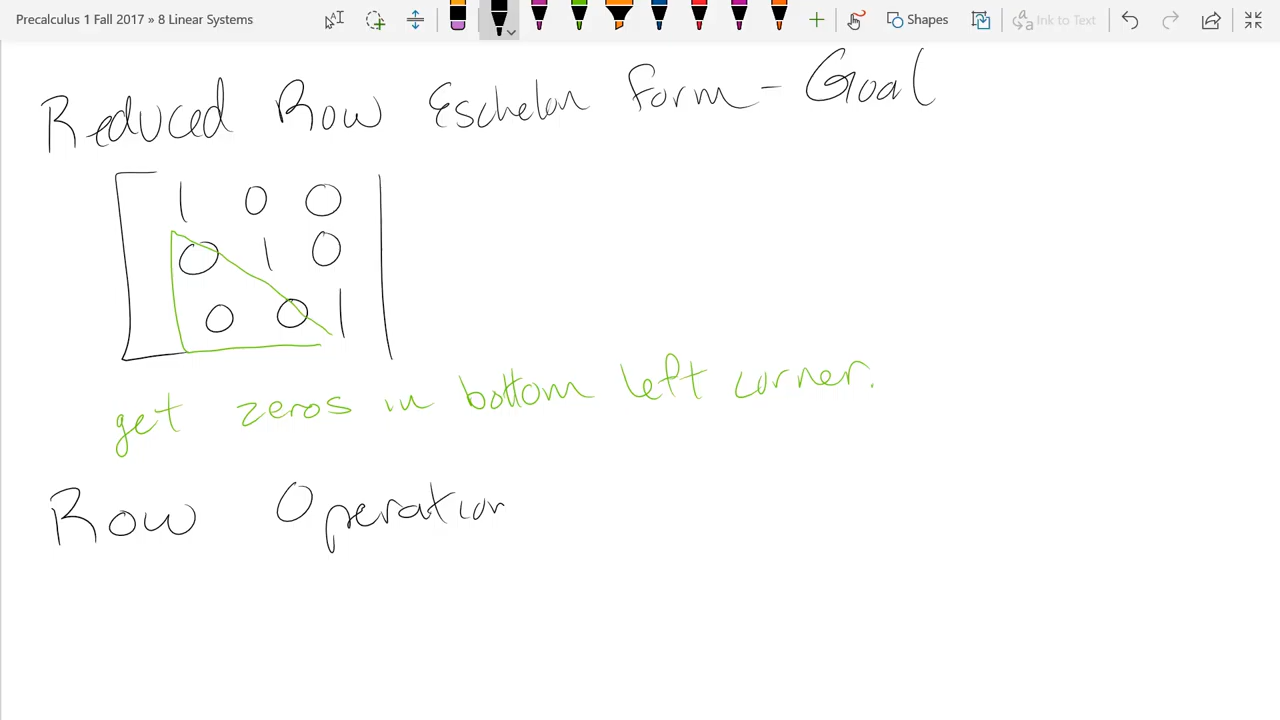 Precalculus 1 Fall 2017 » 8 Linear Systems
Shapes
Ink to Text
Reduced Row Eschelon Form - Goal
1 0 0
0 1 0
0 0 1
get zeros in bottom left corner.
Row Operation